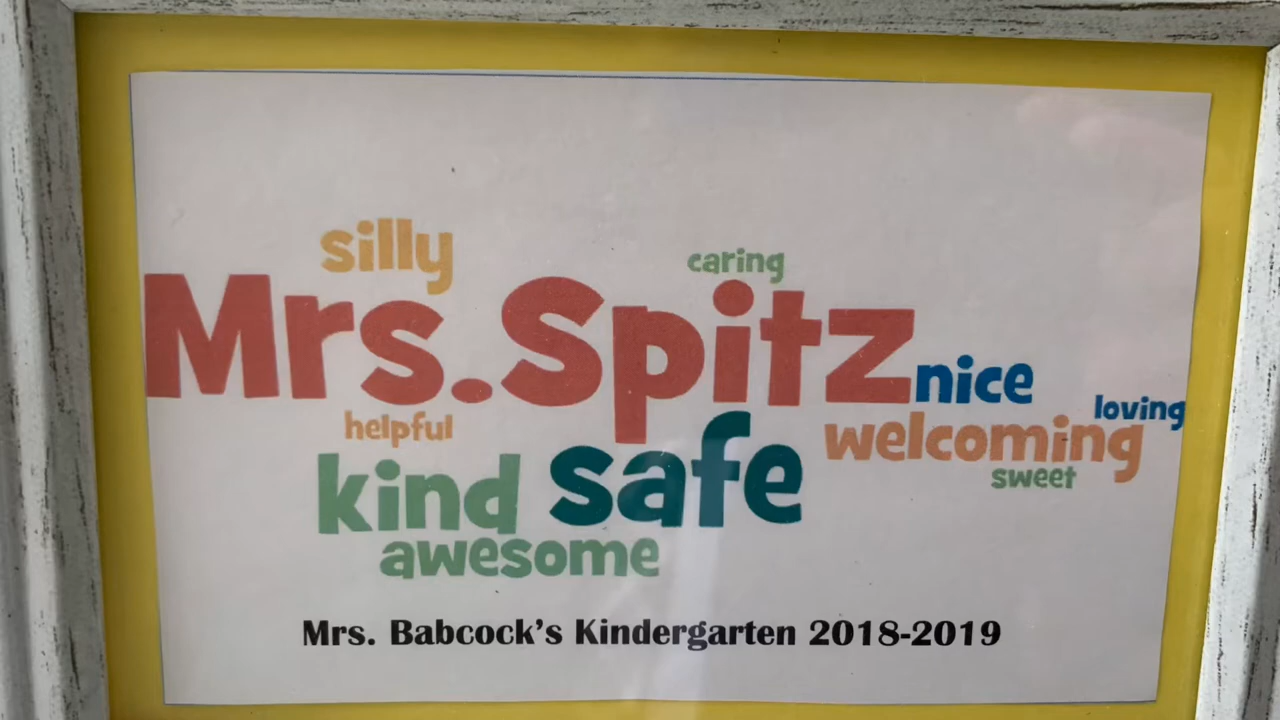 silly
caring
Mrs. Spitz
nice
loving
helpful
welcoming
kind
safe
sweet
awesome
Mrs. Babcock's Kindergarten 2018-2019